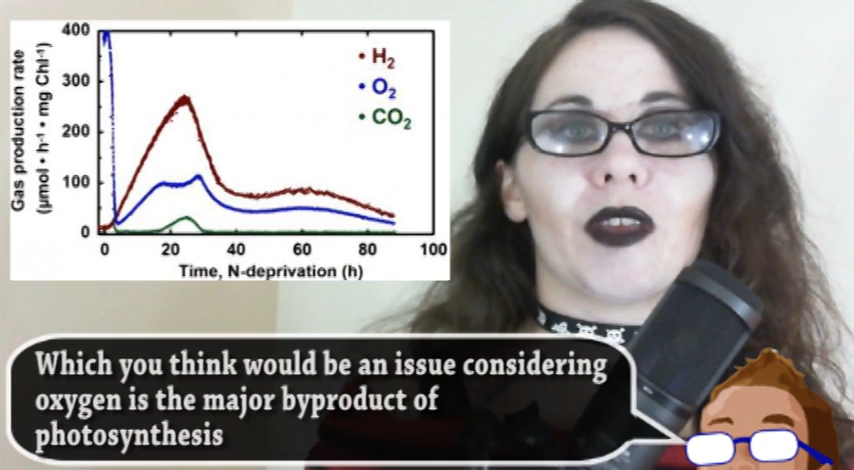 Gas production rate
(μmol • h⁻¹ • mg Chl⁻¹)
400
300
200
100
0
• H₂
• O₂
• CO₂
0 20 40 60 80 100
Time, N-deprivation (h)
Which you think would be an issue considering
oxygen is the major byproduct of
photosynthesis